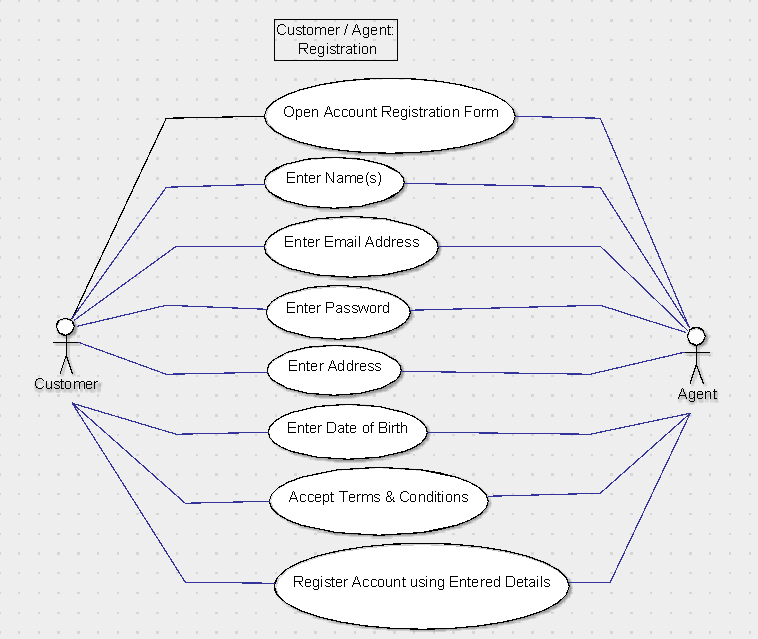 Customer / Agent:
Registration
Open Account Registration Form
Enter Name(s)
Enter Email Address
Enter Password
Enter Address
Customer
Agent
Enter Date of Birth
Accept Terms & Conditions
Register Account using Entered Details